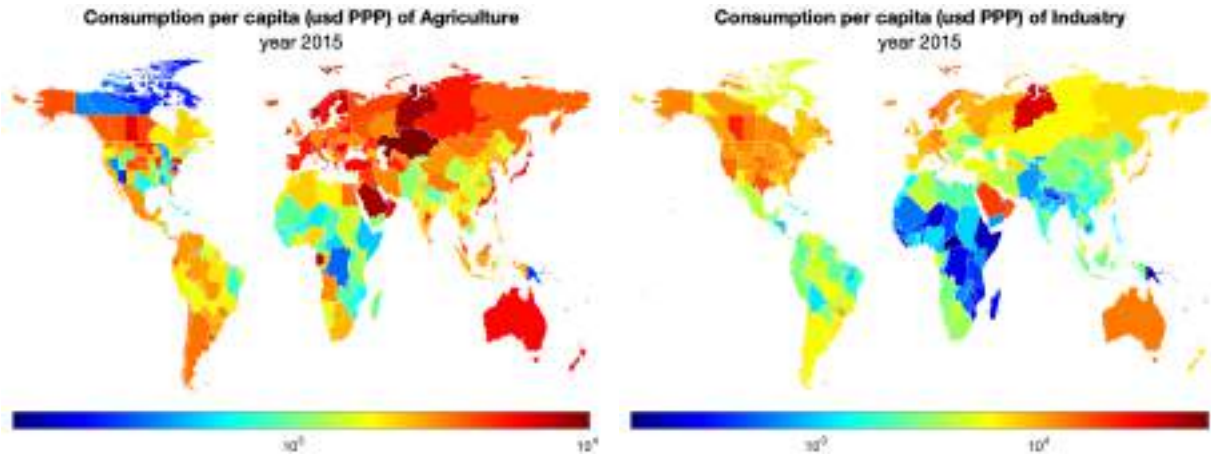 Consumption per capita (usd PPP) of Agriculture
year 2015
10³
10⁴
Consumption per capita (usd PPP) of Industry
year 2015
10³
10⁴